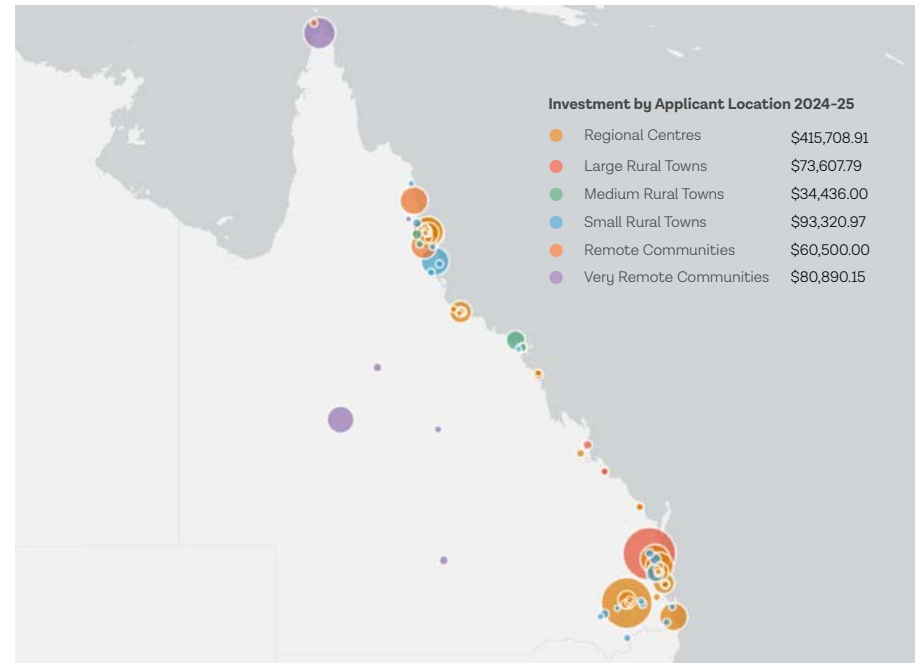 Investment by Applicant Location 2024-25
Regional Centres $415,708.91
Large Rural Towns $73,607.79
Medium Rural Towns $34,436.00
Small Rural Towns $93,320.97
Remote Communities $60,500.00
Very Remote Communities $80,890.15